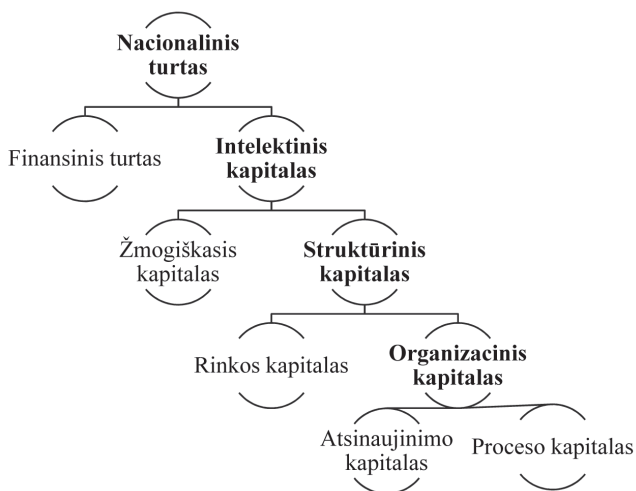 Nacionalinis
turtas
Finansinis turtas
Intelektinis
kapitalas
Žmogiškasis
kapitalas
Struktūrinis
kapitalas
Rinkos kapitalas
Organizacinis
kapitalas
Atsinaujinimo
kapitalas
Proceso kapitalas